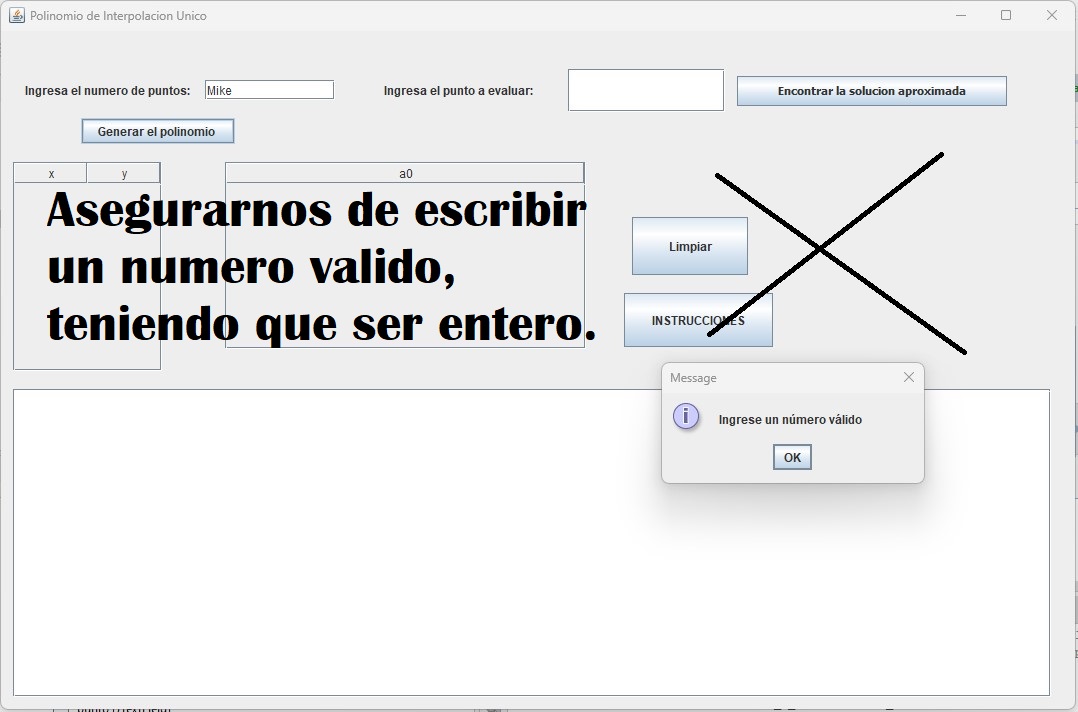 Polinomio de Interpolacion Unico
Ingresa el numero de puntos: Mike Ingresa el punto a evaluar: Encontrar la solucion aproximada
Generar el polinomio
x y a0
Asegurarnos de escribir
un numero valido,
teniendo que ser entero.
Limpiar
INSTRUCCIONES
Message
Ingrese un número válido
OK